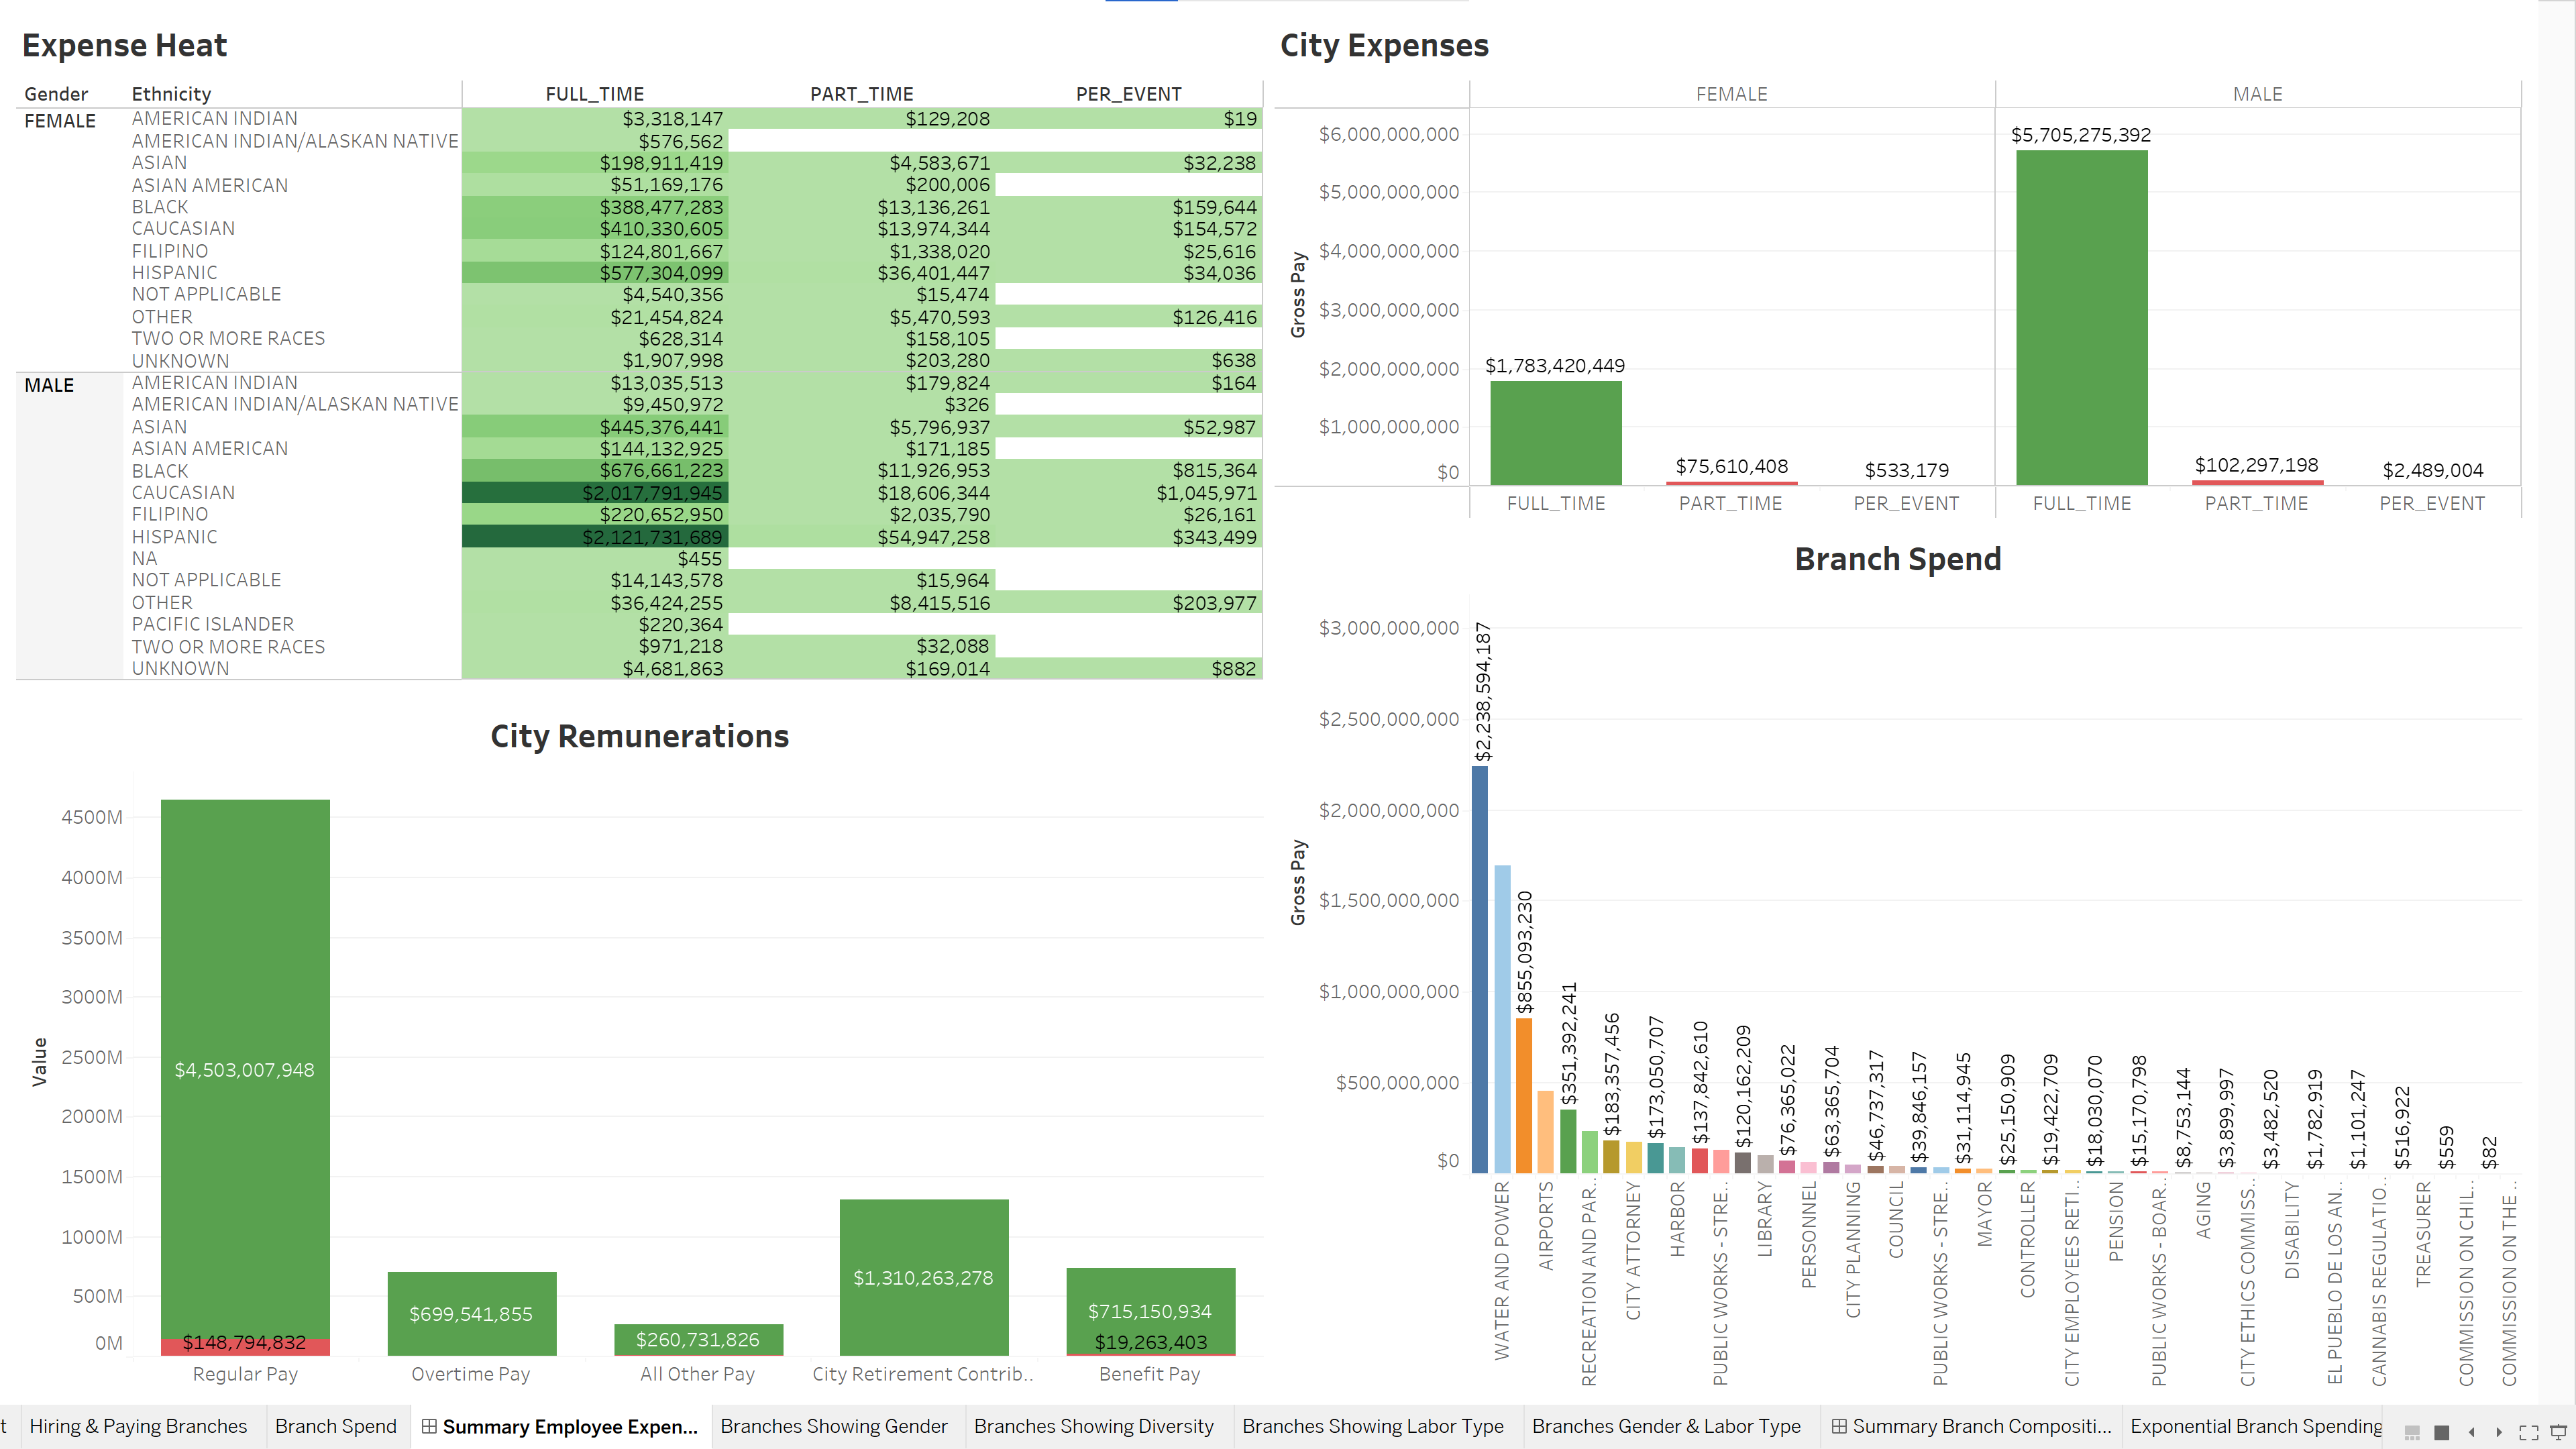 Expense Heat
Gender Ethnicity FULL_TIME PART_TIME PER_EVENT
FEMALE AMERICAN INDIAN $3,318,147 $129,208 $19
AMERICAN INDIAN/ALASKAN NATIVE $576,562
ASIAN $198,911,419 $4,583,671 $32,238
ASIAN AMERICAN $51,169,176 $200,006
BLACK $388,477,283 $13,136,261 $159,644
CAUCASIAN $410,330,605 $13,974,344 $154,572
FILIPINO $124,801,667 $1,338,020 $25,616
HISPANIC $577,304,099 $36,401,447 $34,036
NOT APPLICABLE $4,540,356 $15,474
OTHER $21,454,824 $5,470,593 $126,416
TWO OR MORE RACES $628,314 $158,105
UNKNOWN $1,907,998 $203,280 $638
MALE AMERICAN INDIAN $13,035,513 $179,824 $164
AMERICAN INDIAN/ALASKAN NATIVE $9,450,972 $326
ASIAN $445,376,441 $5,796,937 $52,987
ASIAN AMERICAN $144,132,925 $171,185
BLACK $676,661,223 $11,926,953 $815,364
CAUCASIAN $2,017,791,945 $18,606,344 $1,045,971
FILIPINO $220,652,950 $2,035,790 $26,161
HISPANIC $2,121,731,689 $54,947,258 $343,499
NA $455
NOT APPLICABLE $14,143,578 $15,964
OTHER $36,424,255 $8,415,516 $203,977
PACIFIC ISLANDER $220,364
TWO OR MORE RACES $971,218 $32,088
UNKNOWN $4,681,863 $169,014 $882
City Expenses
FEMALE MALE
Gross Pay
$6,000,000,000
$5,000,000,000
$4,000,000,000
$3,000,000,000
$2,000,000,000
$1,000,000,000
$0
$1,783,420,449
$75,610,408
$533,179
$5,705,275,392
$102,297,198
$2,489,004
FULL_TIME PART_TIME PER_EVENT FULL_TIME PART_TIME PER_EVENT
City Remunerations
Value
4500M
4000M
3500M
3000M
2500M
2000M
1500M
1000M
500M
0M
$4,503,007,948
$148,794,832
$699,541,855
$260,731,826
$1,310,263,278
$715,150,934
$19,263,403
Regular Pay Overtime Pay All Other Pay City Retirement Contrib.. Benefit Pay
Branch Spend
Gross Pay
$3,000,000,000
$2,500,000,000
$2,000,000,000
$1,500,000,000
$1,000,000,000
$500,000,000
$0
$2,238,594,187
$855,093,230
$351,392,241
$183,357,456
$173,050,707
$137,842,610
$120,162,209
$76,365,022
$63,365,704
$46,737,317
$39,846,157
$31,114,945
$25,150,909
$19,422,709
$18,030,070
$15,170,798
$8,753,144
$3,899,997
$3,482,520
$1,782,919
$1,101,247
$516,922
$559
$82
WATER AND POWER
AIRPORTS
RECREATION AND PAR..
CITY ATTORNEY
HARBOR
PUBLIC WORKS - STRE..
LIBRARY
PERSONNEL
CITY PLANNING
COUNCIL
PUBLIC WORKS - STRE..
MAYOR
CONTROLLER
CITY EMPLOYEES RETI..
PENSION
PUBLIC WORKS - BOAR..
AGING
CITY ETHICS COMMISS..
DISABILITY
EL PUEBLO DE LOS AN..
CANNABIS REGULATIO..
TREASURER
COMMISSION ON CHIL..
COMMISSION ON THE ..
t Hiring & Paying Branches Branch Spend Summary Employee Expen... Branches Showing Gender Branches Showing Diversity Branches Showing Labor Type Branches Gender & Labor Type Summary Branch Compositi... Exponential Branch Spending